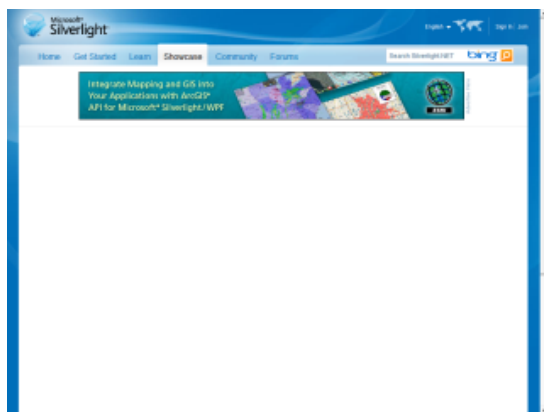 Microsoft®
Silverlight
English
Sign In | Join
Home Get Started Learn Showcase Community Forums
Search Silverlight.NET bing
Integrate Mapping and GIS into
Your Applications with ArcGIS®
API for Microsoft® Silverlight/WPF
esri